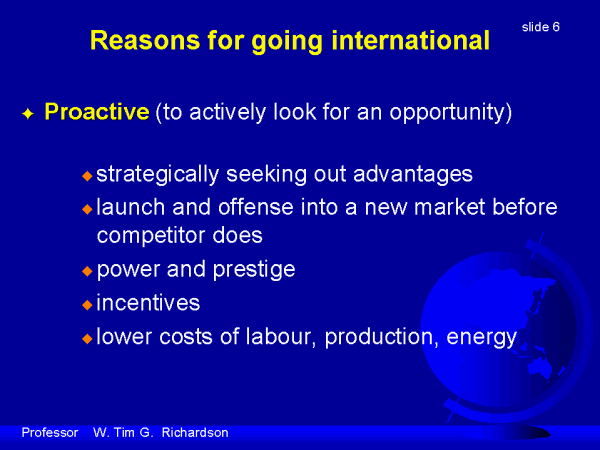 slide 6
Reasons for going international
Proactive (to actively look for an opportunity)
strategically seeking out advantages
launch and offense into a new market before
competitor does
power and prestige
incentives
lower costs of labour, production, energy
Professor W. Tim G. Richardson